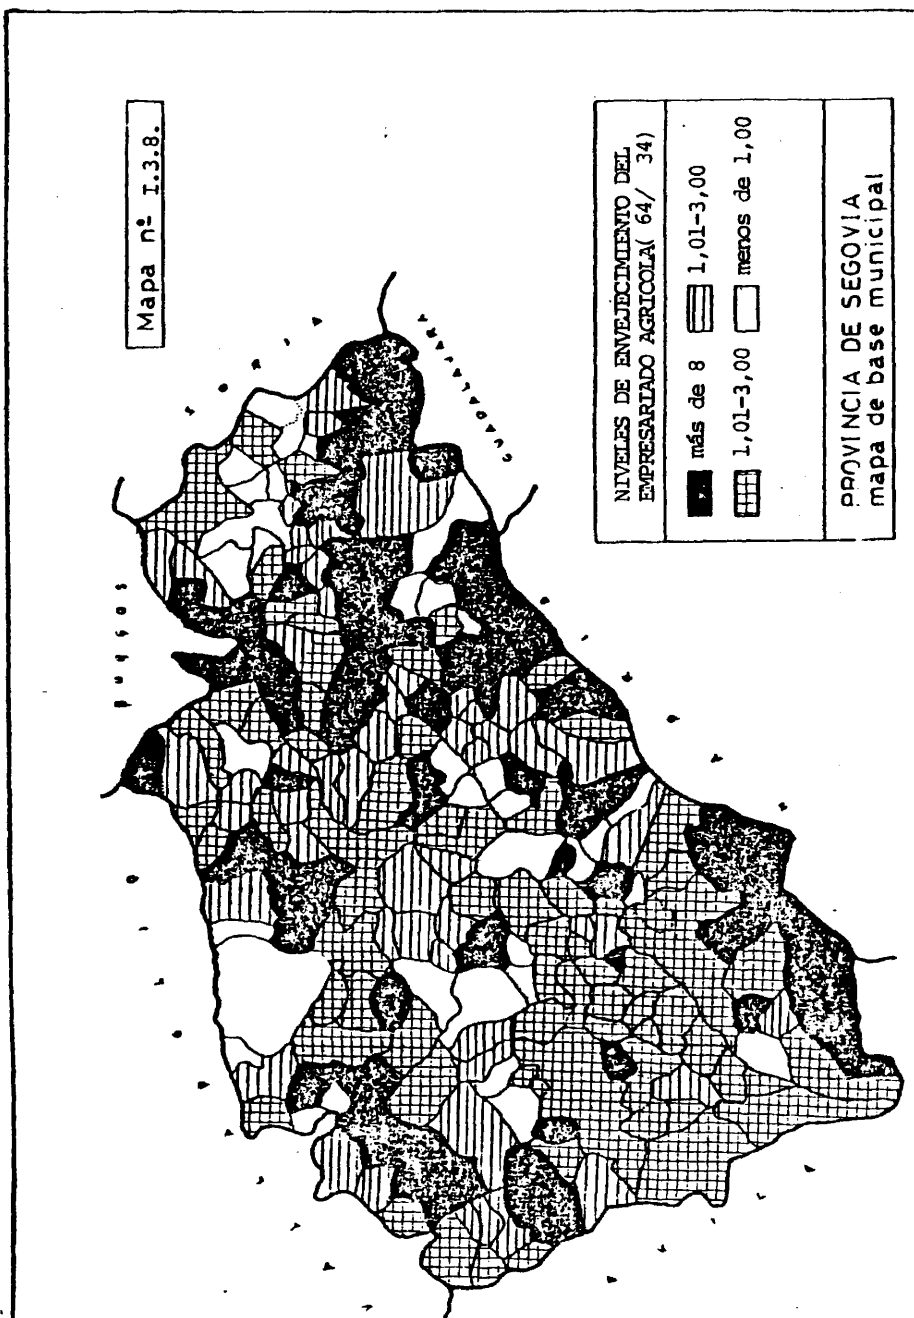 Mapa nº I.3.8.
BURGOS
SORIA
GUADALAJARA
NIVELES DE ENVEJECIMIENTO DEL
EMPRESARIADO AGRICOLA( 64/ 34)
más de 8
1,01-3,00
1,01-3,00
menos de 1,00
PROVINCIA DE SEGOVIA
mapa de base municipal